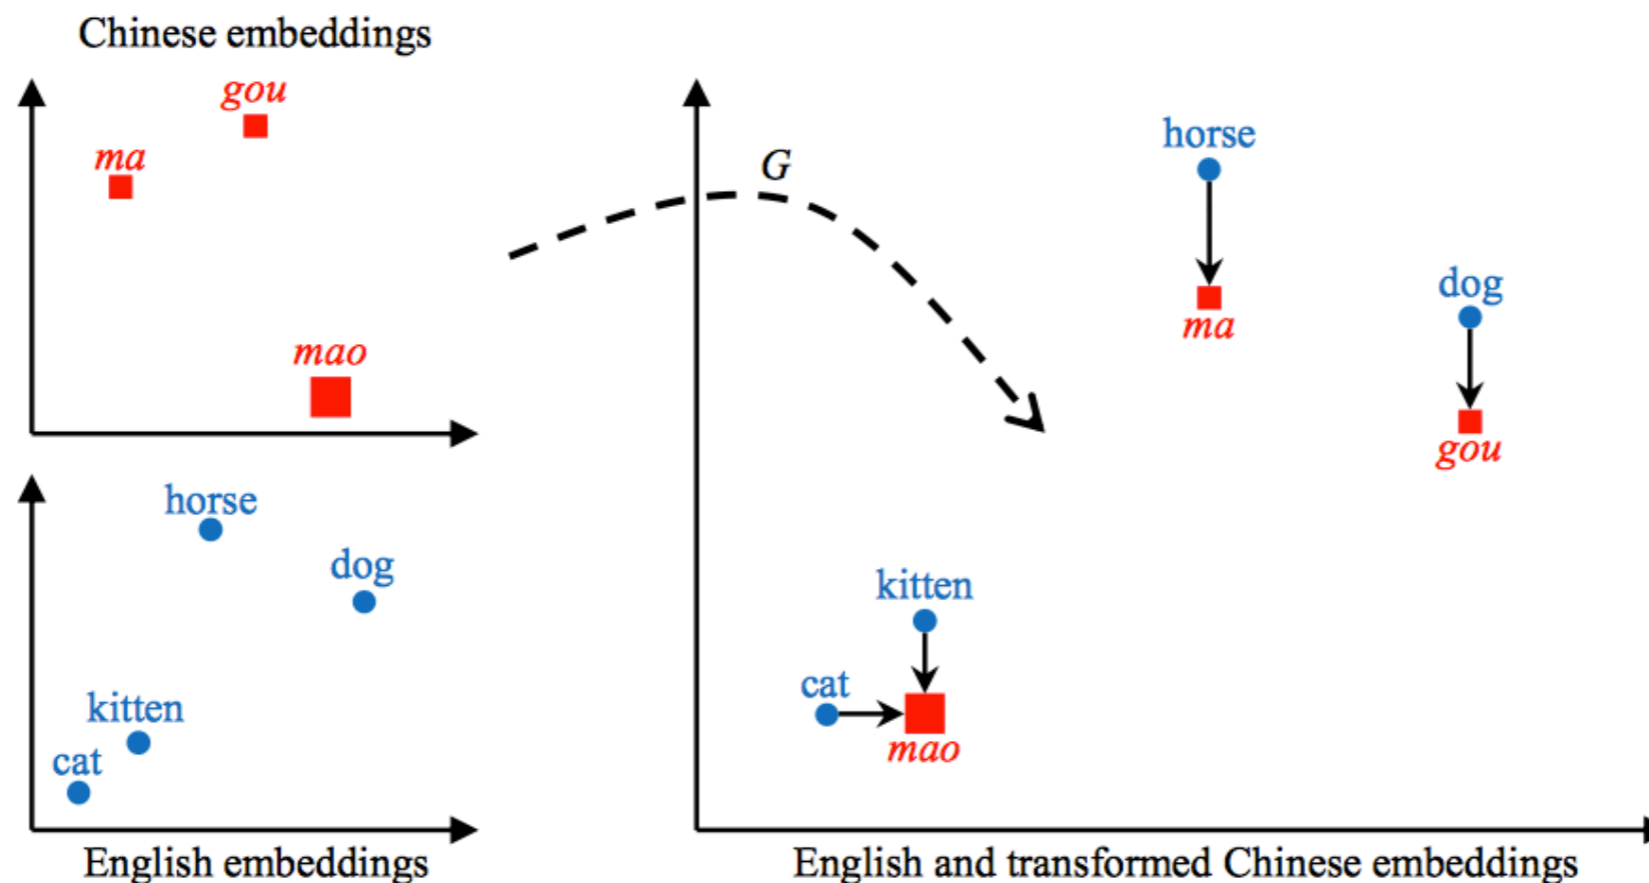 Chinese embeddings
gou
ma
mao
horse
dog
kitten
cat
English embeddings
G
horse
dog
ma
gou
kitten
cat
mao
English and transformed Chinese embeddings